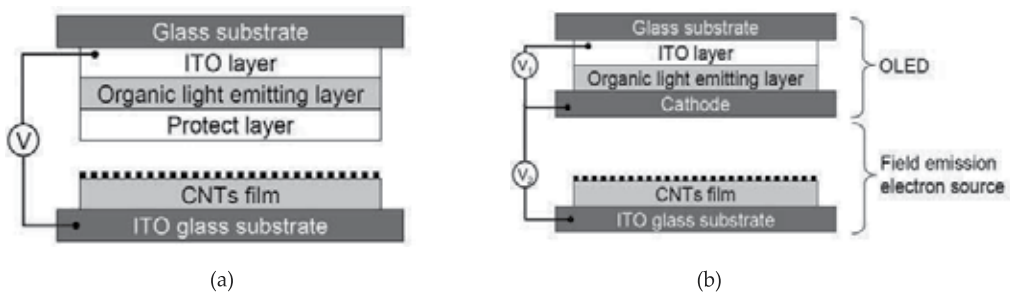 Glass substrate
ITO layer
Organic light emitting layer
Protect layer
V
CNTs film
ITO glass substrate
(a)
Glass substrate
ITO layer
Organic light emitting layer
Cathode
V1
V2
CNTs film
ITO glass substrate
OLED
Field emission
electron source
(b)